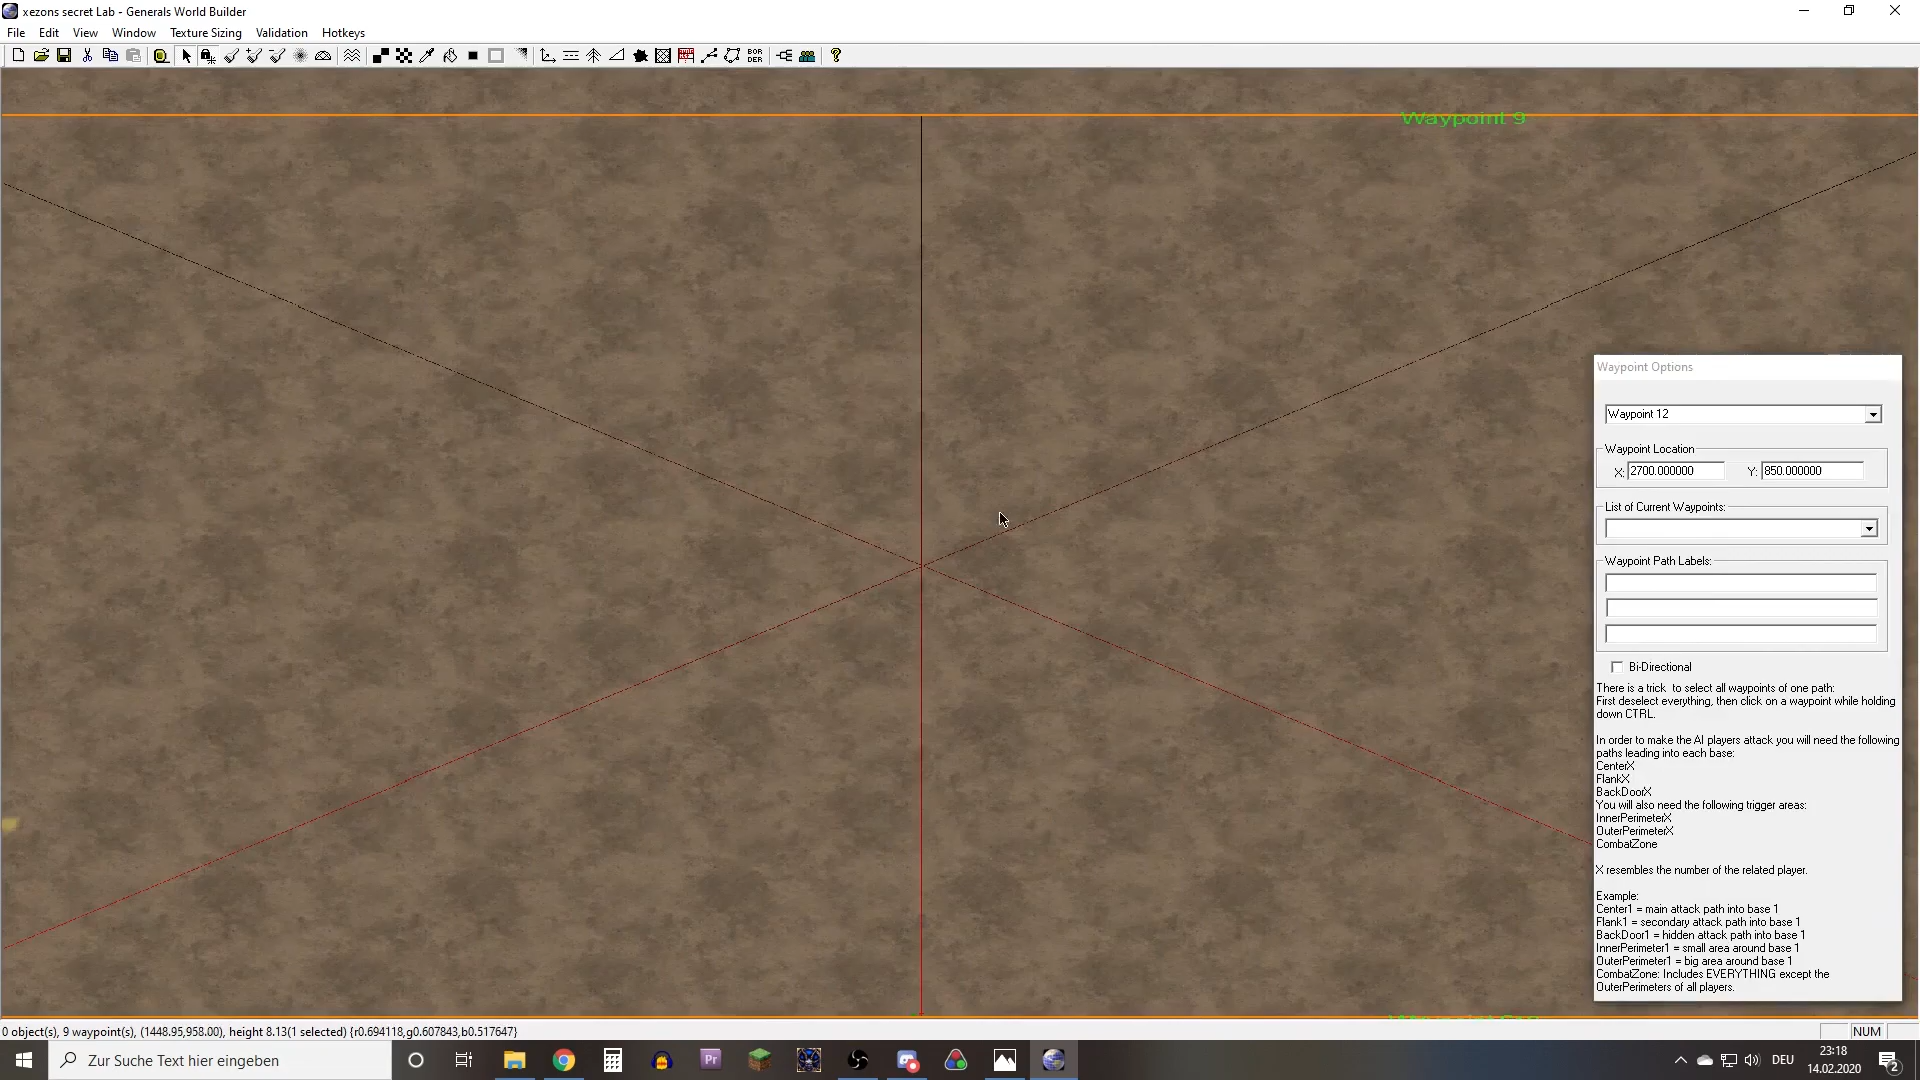 xezons secret Lab - Generals World Builder
File Edit View Window Texture Sizing Validation Hotkeys
BOR
DER
Waypoint 9
Waypoint Options
Waypoint 12
Waypoint Location
X: 2700.000000 Y: 850.000000
List of Current Waypoints:
Waypoint Path Labels:
Bi-Directional
There is a trick to select all waypoints of one path:
First deselect everything, then click on a waypoint while holding
down CTRL.
In order to make the AI players attack you will need the following
paths leading into each base:
CenterX
FlankX
BackDoorX
You will also need the following trigger areas:
InnerPerimeterX
OuterPerimeterX
CombatZone
X resembles the number of the related player.
Example:
Center1 = main attack path into base 1
Flank1 = secondary attack path into base 1
BackDoor1 = hidden attack path into base 1
InnerPerimeter1 = small area around base 1
OuterPerimeter1 = big area around base 1
CombatZone: Includes EVERYTHING except the
OuterPerimeters of all players.
0 object(s), 9 waypoint(s), (1448.95,958.00), height 8.13(1 selected) {r0.694118,g0.607843,b0.517647}
NUM
Zur Suche Text hier eingeben
Pr
DEU
23:18
14.02.2020
2